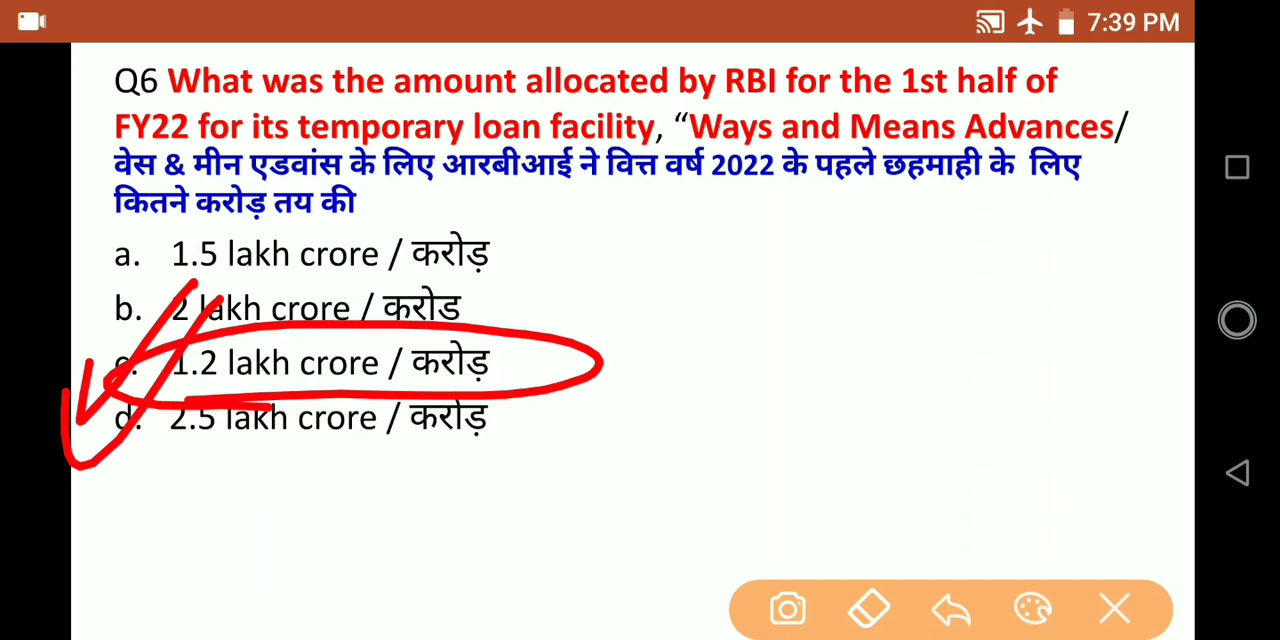 7:39 PM
Q6 What was the amount allocated by RBI for the 1st half of
FY22 for its temporary loan facility, “Ways and Means Advances/
वेस & मीन एडवांस के लिए आरबीआई ने वित्त वर्ष 2022 के पहले छहमाही के लिए
कितने करोड़ तय की
a. 1.5 lakh crore / करोड़
b. 2 lakh crore / करोड
c. 1.2 lakh crore / करोड़
d. 2.5 lakh crore / करोड़